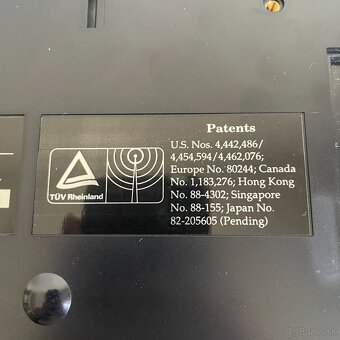 Patents
U.S. Nos. 4,442,486/
4,454,594/4,462,076;
Europe No. 80244; Canada
No. 1,183,276; Hong Kong
No. 88-4302; Singapore
No. 88-155; Japan No.
82-205605 (Pending)
TÜV Rheinland